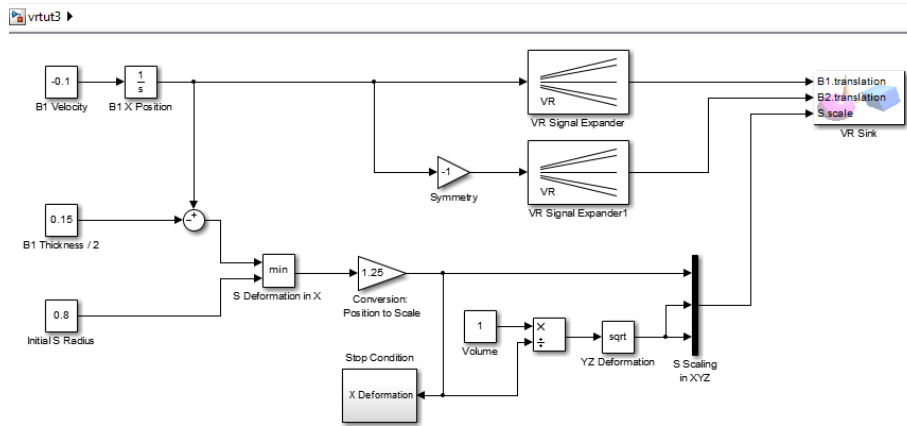 vrtut3
-0.1
B1 Velocity
1
s
B1 X Position
VR
VR Signal Expander
B1.translation
B2.translation
S.scale
VR Sink
-1
Symmetry
VR
VR Signal Expander1
0.15
B1 Thickness / 2
min
S Deformation in X
1.25
Conversion:
Position to Scale
0.8
Initial S Radius
1
Volume
×
÷
sqrt
YZ Deformation
S Scaling
in XYZ
Stop Condition
X Deformation